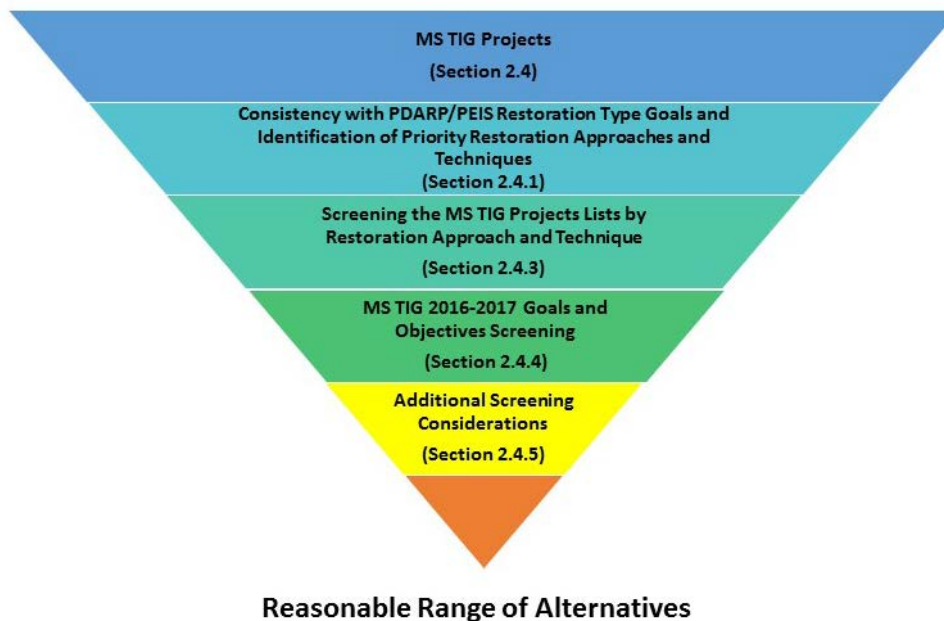 MS TIG Projects
(Section 2.4)
Consistency with PDARP/PEIS Restoration Type Goals and
Identification of Priority Restoration Approaches and
Techniques
(Section 2.4.1)
Screening the MS TIG Projects Lists by
Restoration Approach and Technique
(Section 2.4.3)
MS TIG 2016-2017 Goals and
Objectives Screening
(Section 2.4.4)
Additional Screening
Considerations
(Section 2.4.5)
Reasonable Range of Alternatives